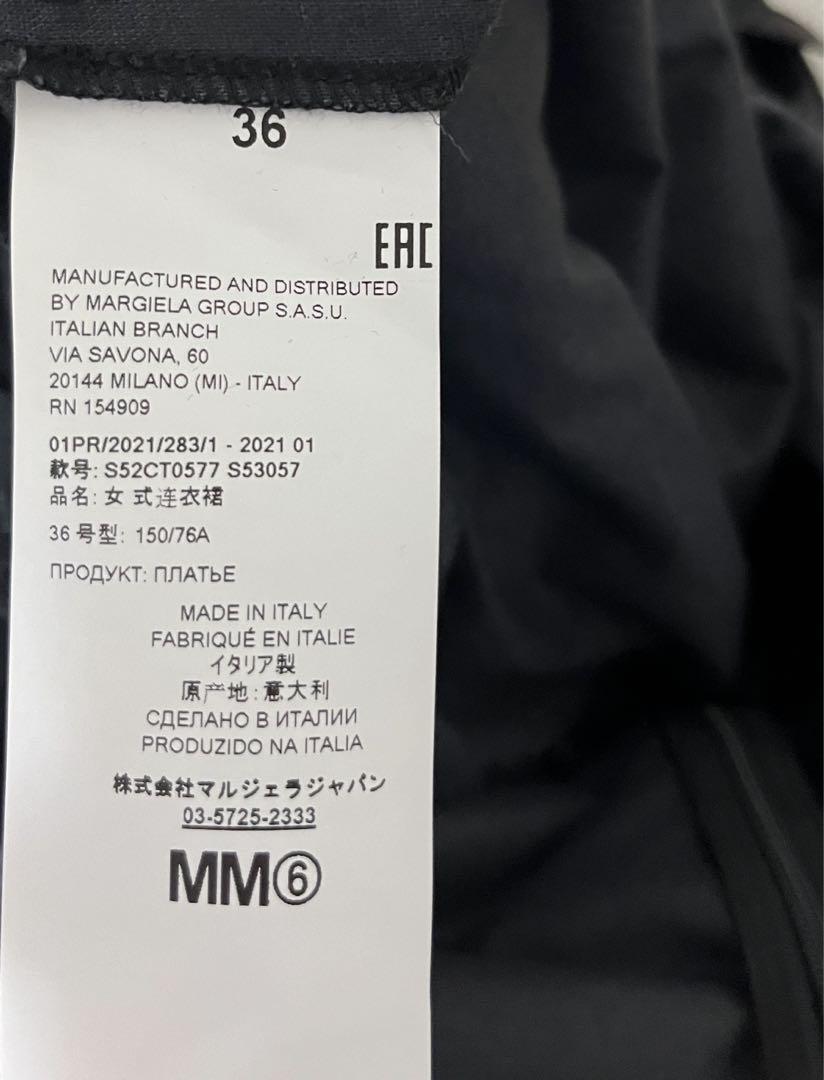 36
EAC
MANUFACTURED AND DISTRIBUTED
BY MARGIELA GROUP S.A.S.U.
ITALIAN BRANCH
VIA SAVONA, 60
20144 MILANO (MI) - ITALY
RN 154909
01PR/2021/283/1 - 2021 01
款号: S52CT0577 S53057
品名: 女 式连衣裙
36 号型: 150/76A
ПРОДУКТ: ПЛАТЬЕ
MADE IN ITALY
FABRIQUÉ EN ITALIE
イタリア製
原产地: 意大利
СДЕЛАНО В ИТАЛИИ
PRODUZIDO NA ITALIA
株式会社マルジェラジャパン
03-5725-2333
MM⑥